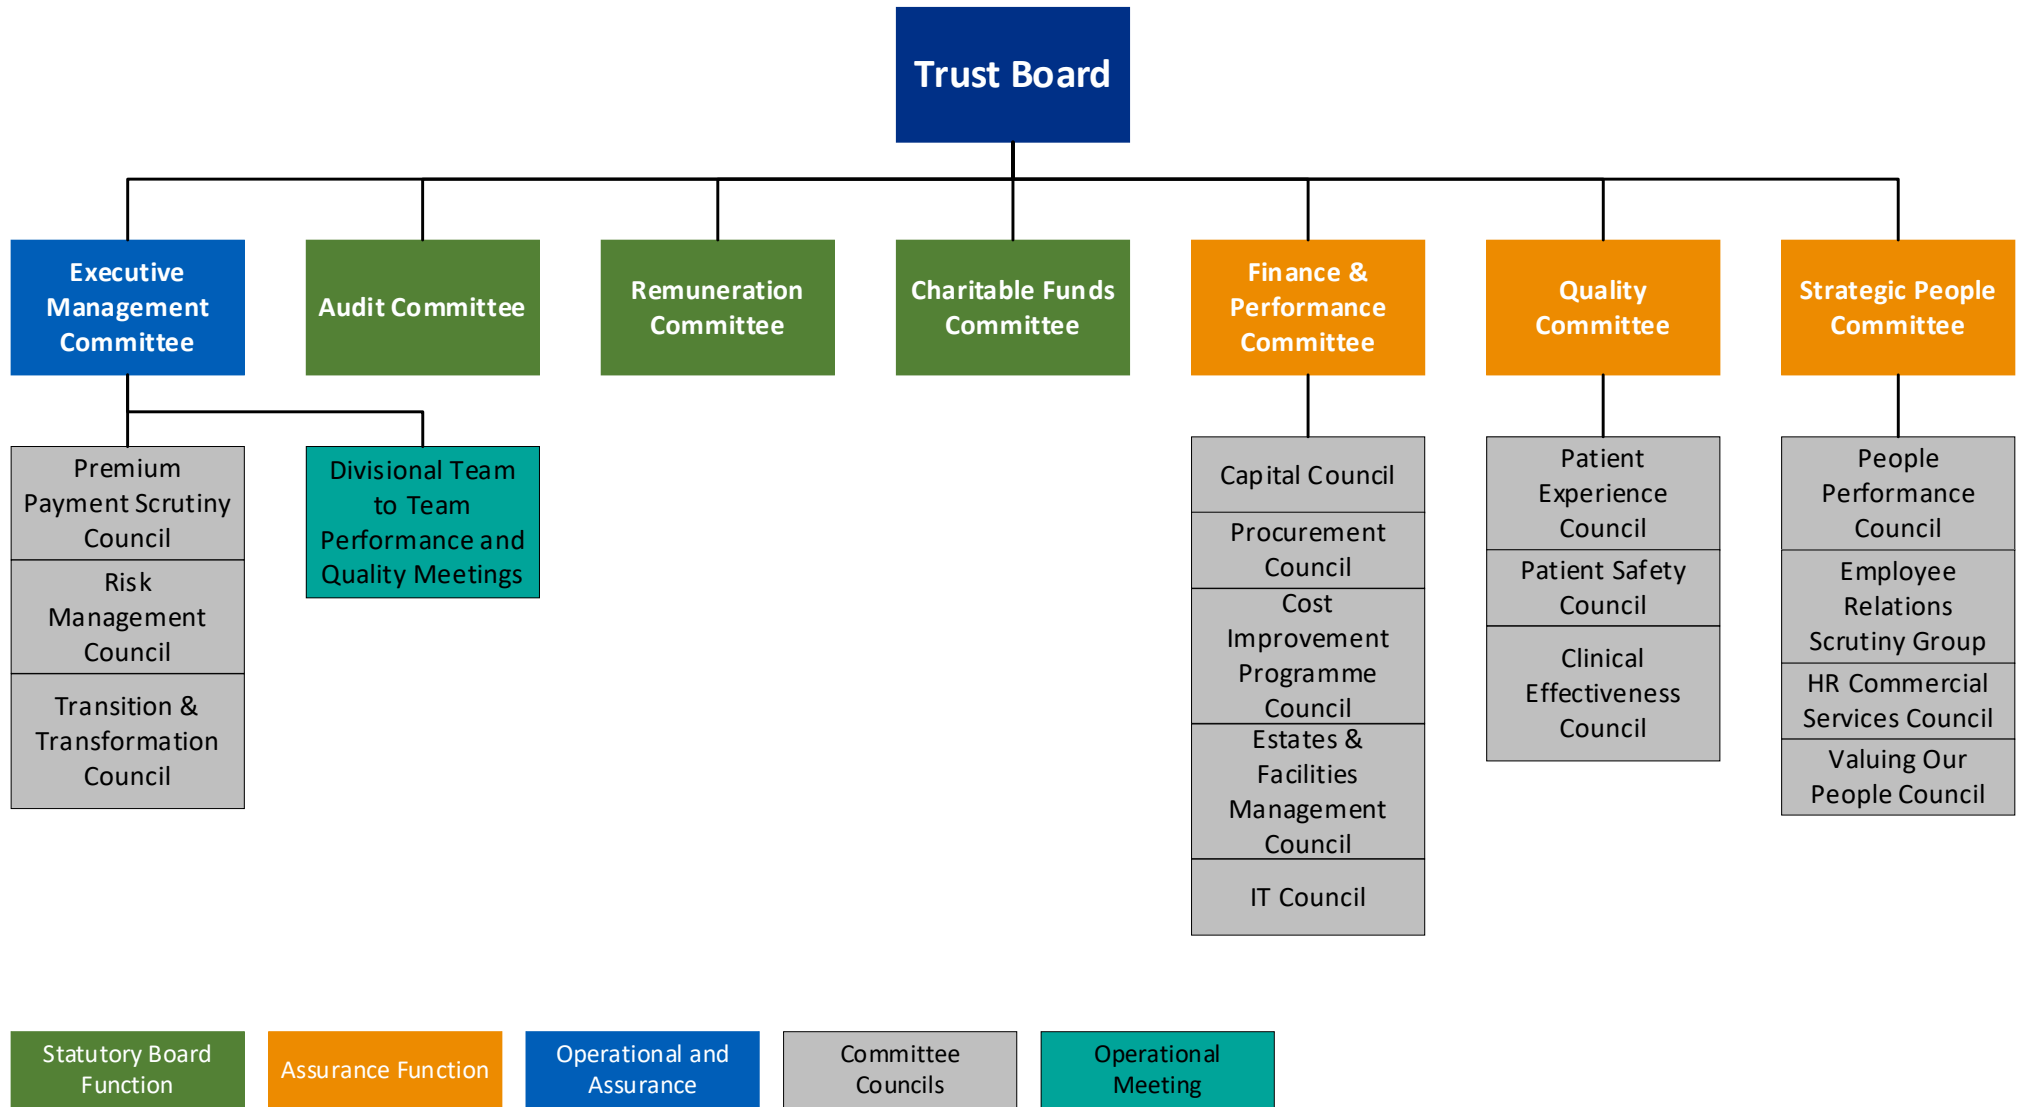 Trust Board
Executive
Management
Committee
Audit Committee
Remuneration
Committee
Charitable Funds
Committee
Finance &
Performance
Committee
Quality
Committee
Strategic People
Committee
Premium
Payment Scrutiny
Council
Risk
Management
Council
Transition &
Transformation
Council
Divisional Team
to Team
Performance and
Quality Meetings
Capital Council
Procurement
Council
Cost
Improvement
Programme
Council
Estates &
Facilities
Management
Council
IT Council
Patient
Experience
Council
Patient Safety
Council
Clinical
Effectiveness
Council
People
Performance
Council
Employee
Relations
Scrutiny Group
HR Commercial
Services Council
Valuing Our
People Council
Statutory Board
Function
Assurance Function
Operational and
Assurance
Committee
Councils
Operational
Meeting